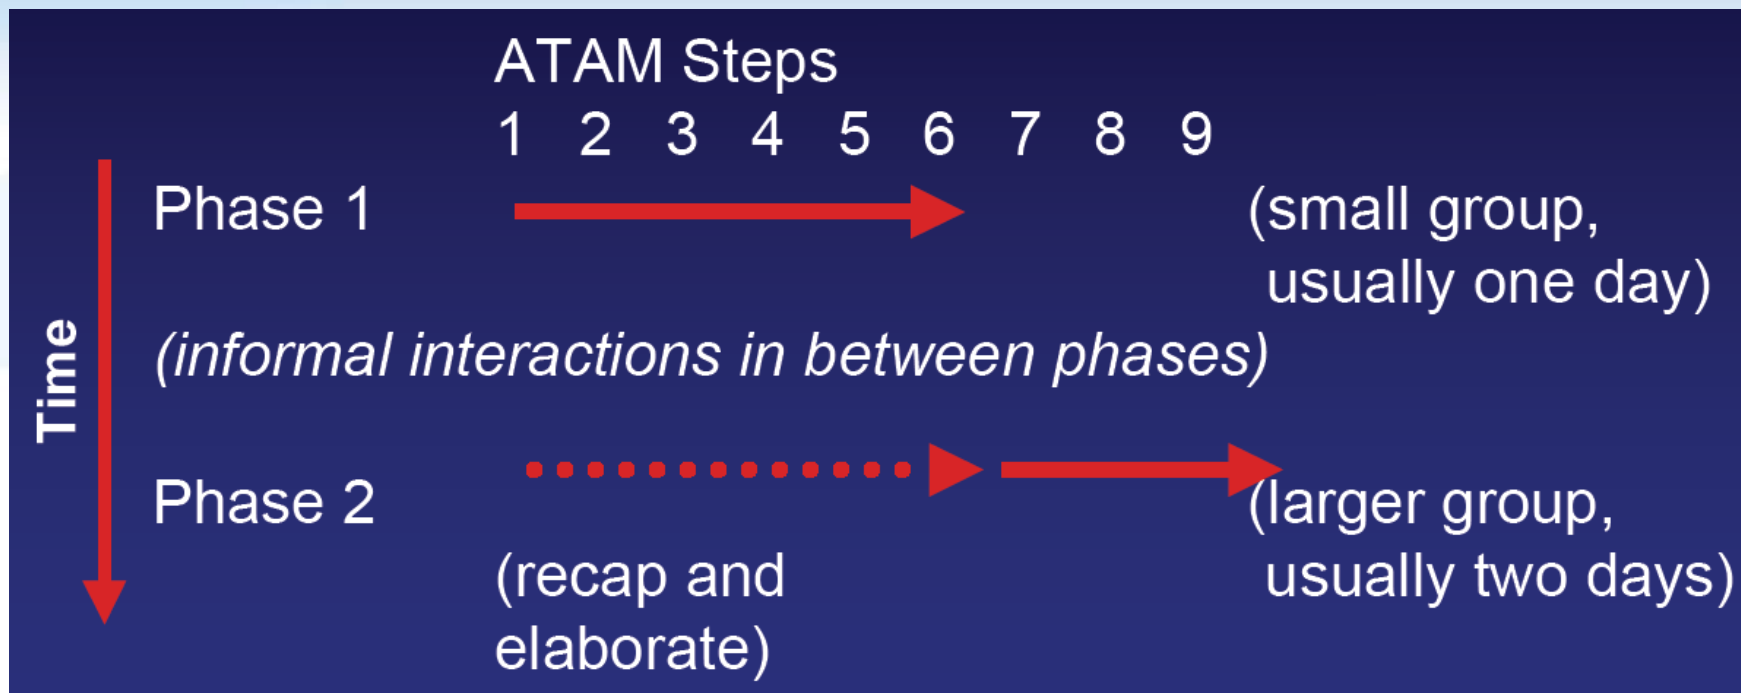 ATAM Steps
1 2 3 4 5 6 7 8 9
Phase 1
(small group,
usually one day)
Time
(informal interactions in between phases)
Phase 2
(larger group,
usually two days)
(recap and
elaborate)